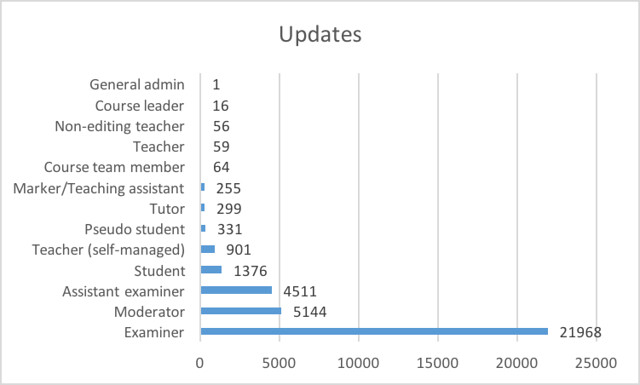 Updates
General admin 1
Course leader 16
Non-editing teacher 56
Teacher 59
Course team member 64
Marker/Teaching assistant 255
Tutor 299
Pseudo student 331
Teacher (self-managed) 901
Student 1376
Assistant examiner 4511
Moderator 5144
Examiner 21968
0 5000 10000 15000 20000 25000